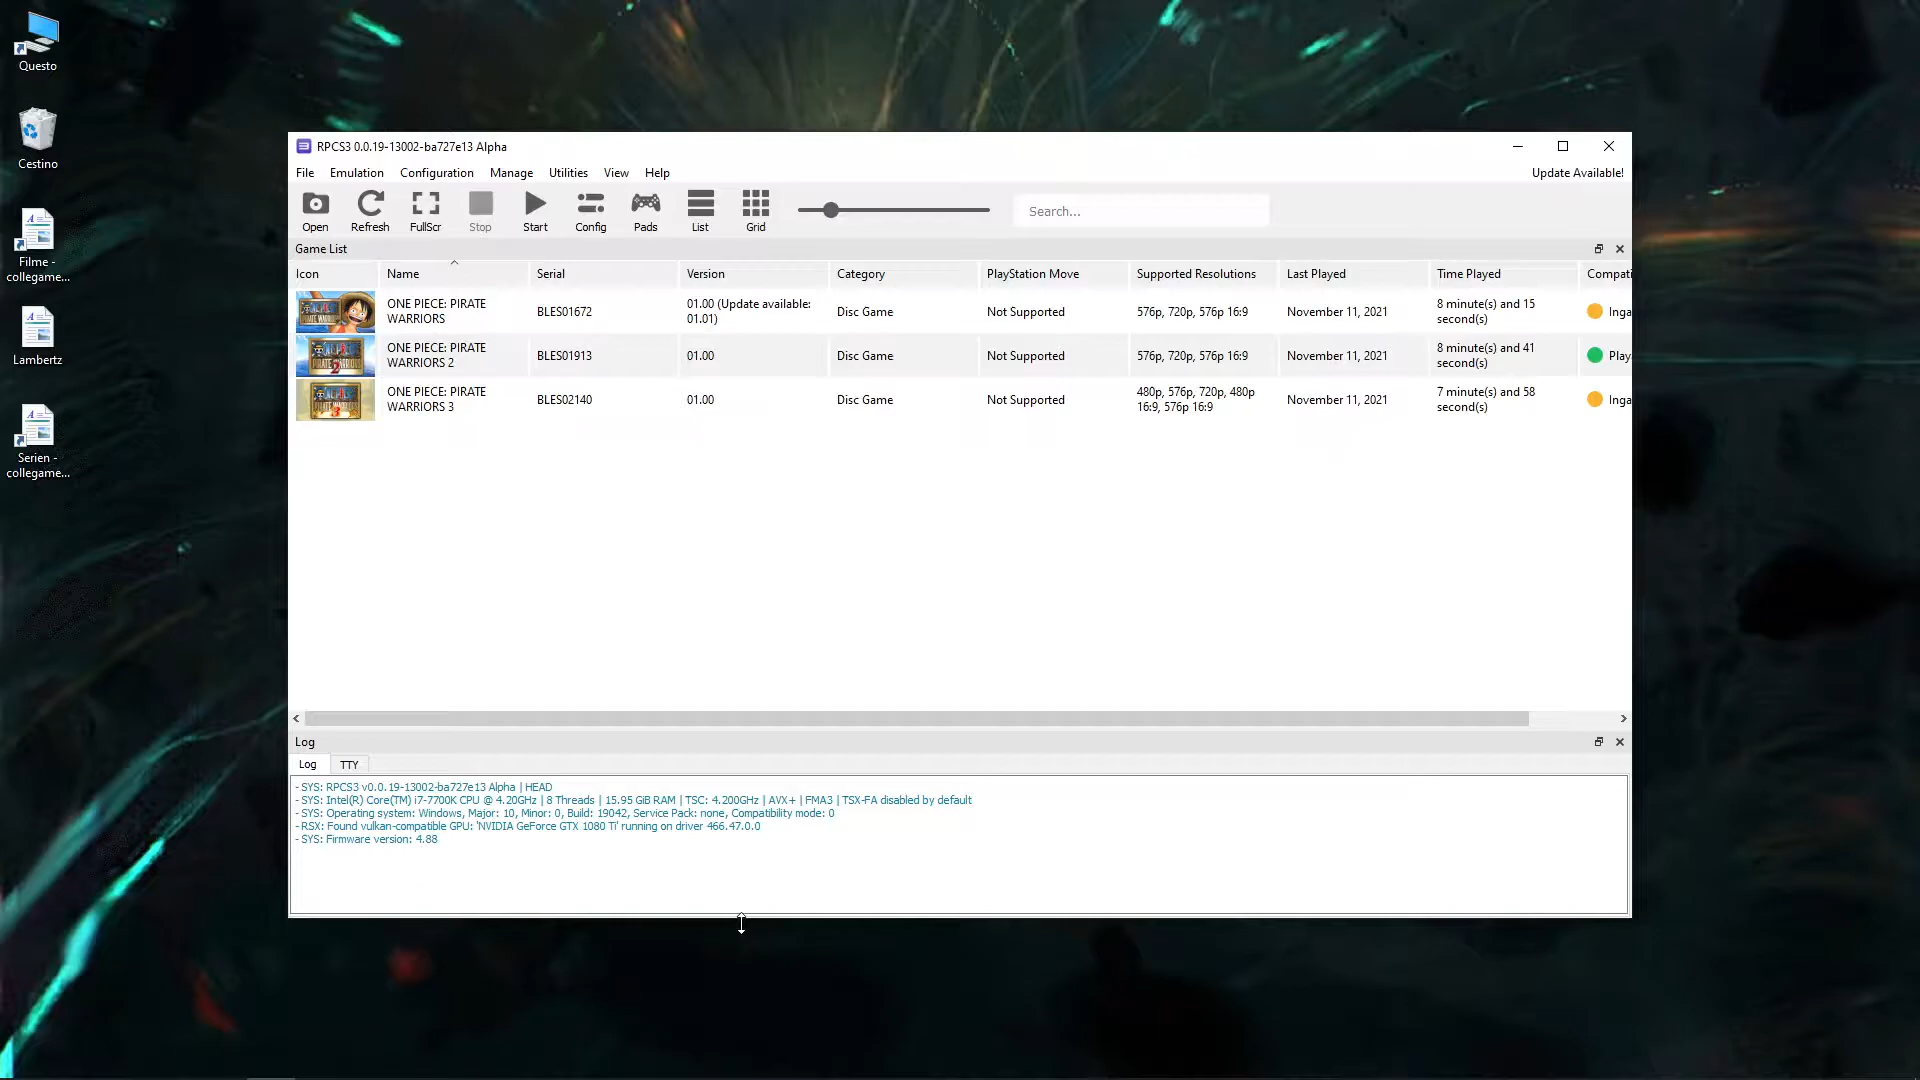 Questo
Cestino
Filme -
collegame...
Lambertz
Serien -
collegame...
RPCS3 0.0.19-13002-ba727e13 Alpha
File Emulation Configuration Manage Utilities View Help Update Available!
Open Refresh FullScr Stop Start Config Pads List Grid Search...
Game List
Icon Name Serial Version Category PlayStation Move Supported Resolutions Last Played Time Played Compati
ONE PIECE: PIRATE WARRIORS BLES01672 01.00 (Update available: 01.01) Disc Game Not Supported 576p, 720p, 576p 16:9 November 11, 2021 8 minute(s) and 15 second(s) Inga
ONE PIECE: PIRATE WARRIORS 2 BLES01913 01.00 Disc Game Not Supported 576p, 720p, 576p 16:9 November 11, 2021 8 minute(s) and 41 second(s) Play
ONE PIECE: PIRATE WARRIORS 3 BLES02140 01.00 Disc Game Not Supported 480p, 576p, 720p, 480p 16:9, 576p 16:9 November 11, 2021 7 minute(s) and 58 second(s) Inga
Log
Log TTY
- SYS: RPCS3 v0.0.19-13002-ba727e13 Alpha | HEAD
- SYS: Intel(R) Core(TM) i7-7700K CPU @ 4.20GHz | 8 Threads | 15.95 GiB RAM | TSC: 4.200GHz | AVX+ | FMA3 | TSX-FA disabled by default
- SYS: Operating system: Windows, Major: 10, Minor: 0, Build: 19042, Service Pack: none, Compatibility mode: 0
- RSX: Found vulkan-compatible GPU: 'NVIDIA GeForce GTX 1080 Ti' running on driver 466.47.0.0
- SYS: Firmware version: 4.88